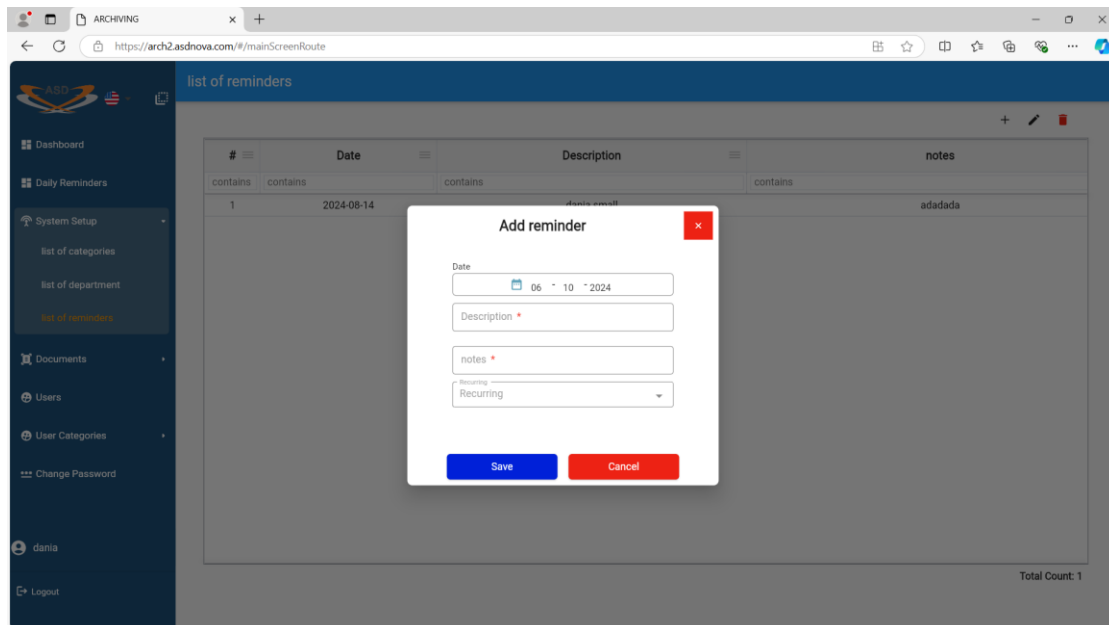 ARCHIVING
https://arch2.asdnova.com/#/mainScreenRoute
ASD
list of reminders
Dashboard
Daily Reminders
System Setup
list of categories
list of department
list of reminders
Documents
Users
User Categories
Change Password
dania
Logout
# Date Description notes
contains contains contains contains
1 2024-08-14 dania small adadada
Add reminder
Date
06 - 10 - 2024
Description *
notes *
Recurring
Recurring
Save Cancel
Total Count: 1